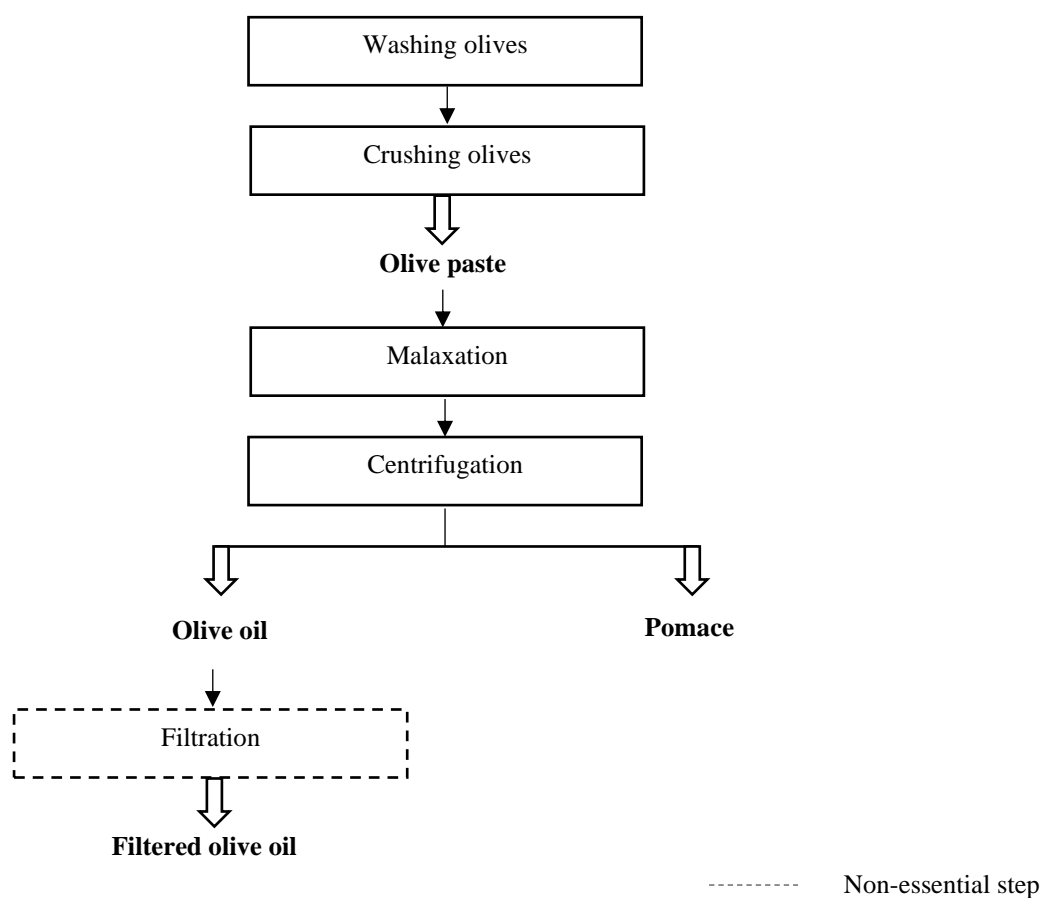 Washing olives
Crushing olives
Olive paste
Malaxation
Centrifugation
Olive oil
Pomace
Filtration
Filtered olive oil
Non-essential step